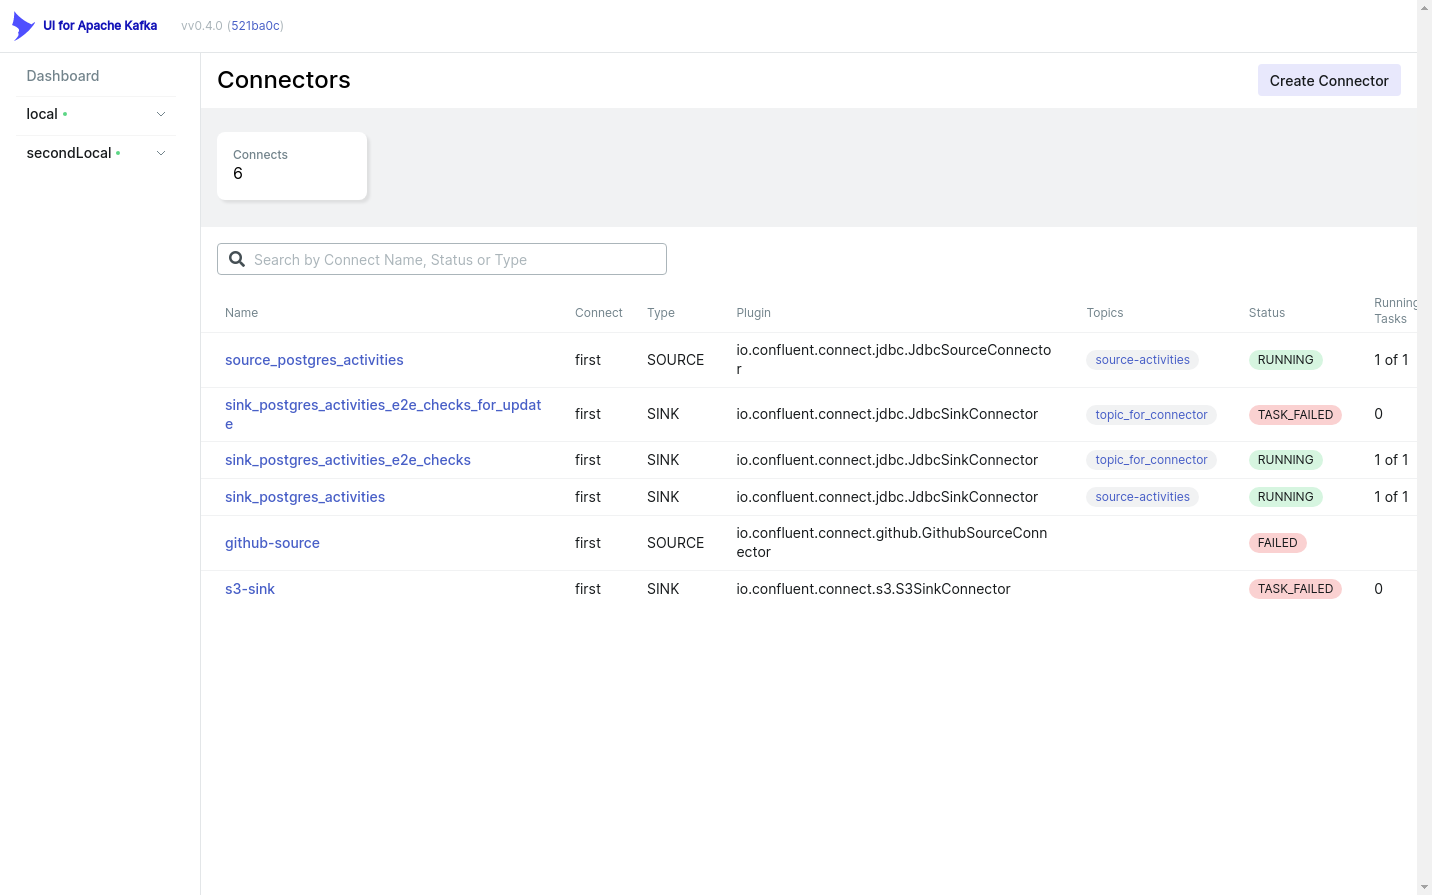 UI for Apache Kafka vv0.4.0 (521ba0c)
Dashboard
local
secondLocal
Connectors
Create Connector
Connects
6
Search by Connect Name, Status or Type
Name Connect Type Plugin Topics Status Running
Tasks
source_postgres_activities first SOURCE io.confluent.connect.jdbc.JdbcSourceConnecto
r source-activities RUNNING 1 of 1
sink_postgres_activities_e2e_checks_for_updat
e first SINK io.confluent.connect.jdbc.JdbcSinkConnector topic_for_connector TASK_FAILED 0
sink_postgres_activities_e2e_checks first SINK io.confluent.connect.jdbc.JdbcSinkConnector topic_for_connector RUNNING 1 of 1
sink_postgres_activities first SINK io.confluent.connect.jdbc.JdbcSinkConnector source-activities RUNNING 1 of 1
github-source first SOURCE io.confluent.connect.github.GithubSourceConn
ector FAILED
s3-sink first SINK io.confluent.connect.s3.S3SinkConnector TASK_FAILED 0